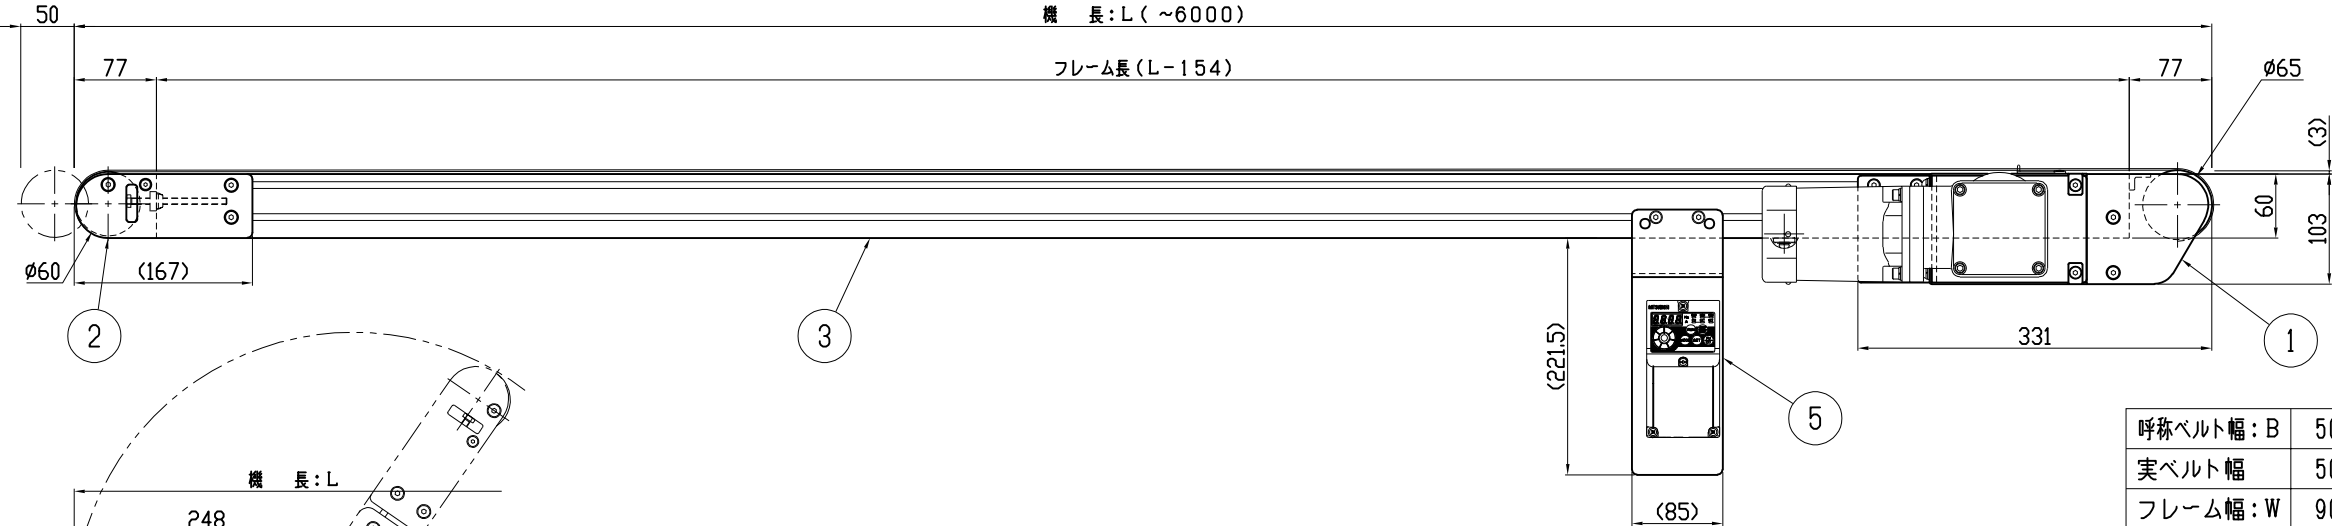 50
機　長:L( ~6000)
77
フレーム長(L-154)
77
φ65
(3)
60
103
φ60
(167)
2
3
(221.5)
331
1
5
(85)
機　長:L
248
呼称ベルト幅:B
実ベルト幅
フレーム幅:W